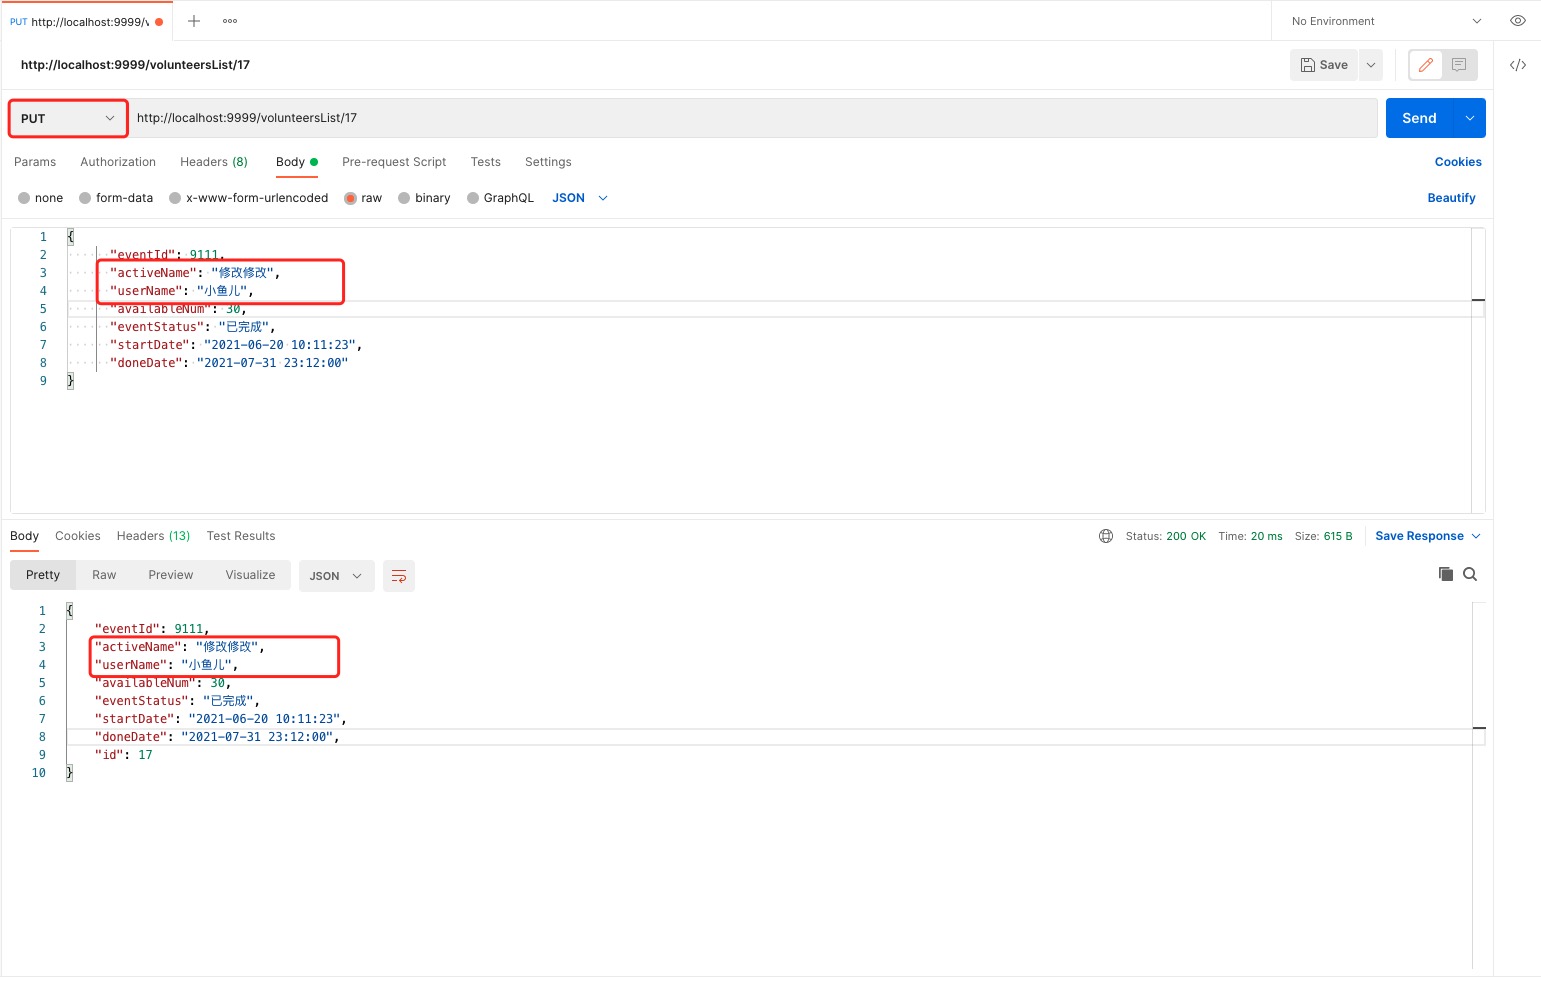 PUT http://localhost:9999/v
No Environment
http://localhost:9999/volunteersList/17
Save
</>
PUT
http://localhost:9999/volunteersList/17
Send
Params Authorization Headers (8) Body Pre-request Script Tests Settings Cookies
none form-data x-www-form-urlencoded raw binary GraphQL JSON Beautify
1 {
2 "eventId": 9111,
3 "activeName": "修改修改",
4 "userName": "小鱼儿",
5 "availableNum": 30,
6 "eventStatus": "已完成",
7 "startDate": "2021-06-20 10:11:23",
8 "doneDate": "2021-07-31 23:12:00"
9 }
Body Cookies Headers (13) Test Results Status: 200 OK Time: 20 ms Size: 615 B Save Response
Pretty Raw Preview Visualize JSON
1 {
2 "eventId": 9111,
3 "activeName": "修改修改",
4 "userName": "小鱼儿",
5 "availableNum": 30,
6 "eventStatus": "已完成",
7 "startDate": "2021-06-20 10:11:23",
8 "doneDate": "2021-07-31 23:12:00",
9 "id": 17
10 }